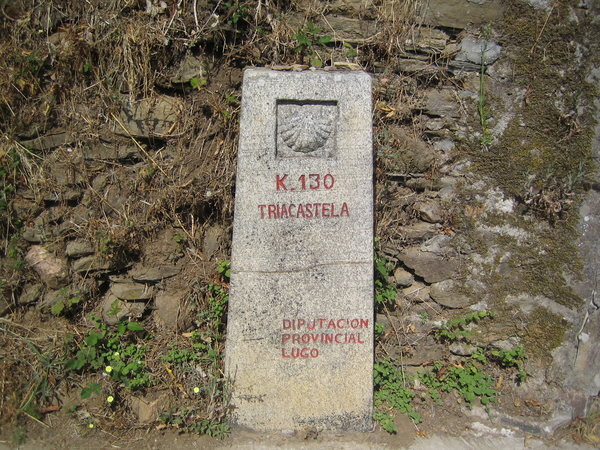 K.130
TRIACASTELA
DIPUTACION
PROVINCIAL
LUGO